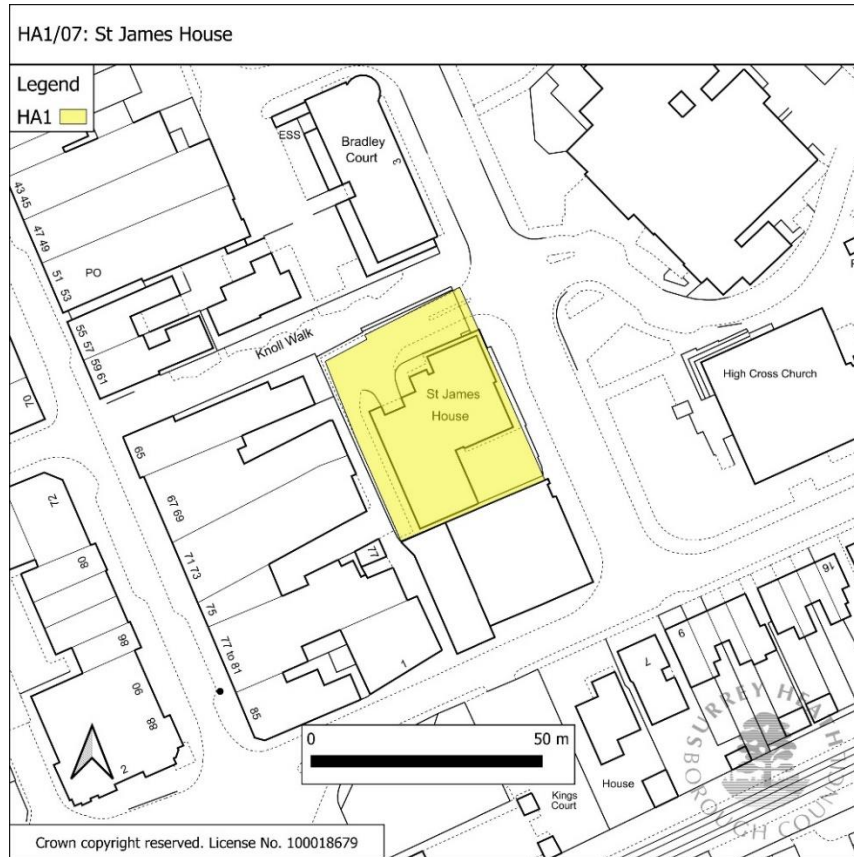 HA1/07: St James House
Legend
HA1
ESS
Bradley
Court
3
43 45
47 49
51 53
PO
55
57
59 61
70
Knoll Walk
St James
House
High Cross Church
65
67 69
71 73
75
77
77 to 81
85
1
72
80
86
90
88
2
16
9
7
House
Kings
Court
0
50 m
SURREY HEATH
BOROUGH COUNCIL
Crown copyright reserved. License No. 100018679